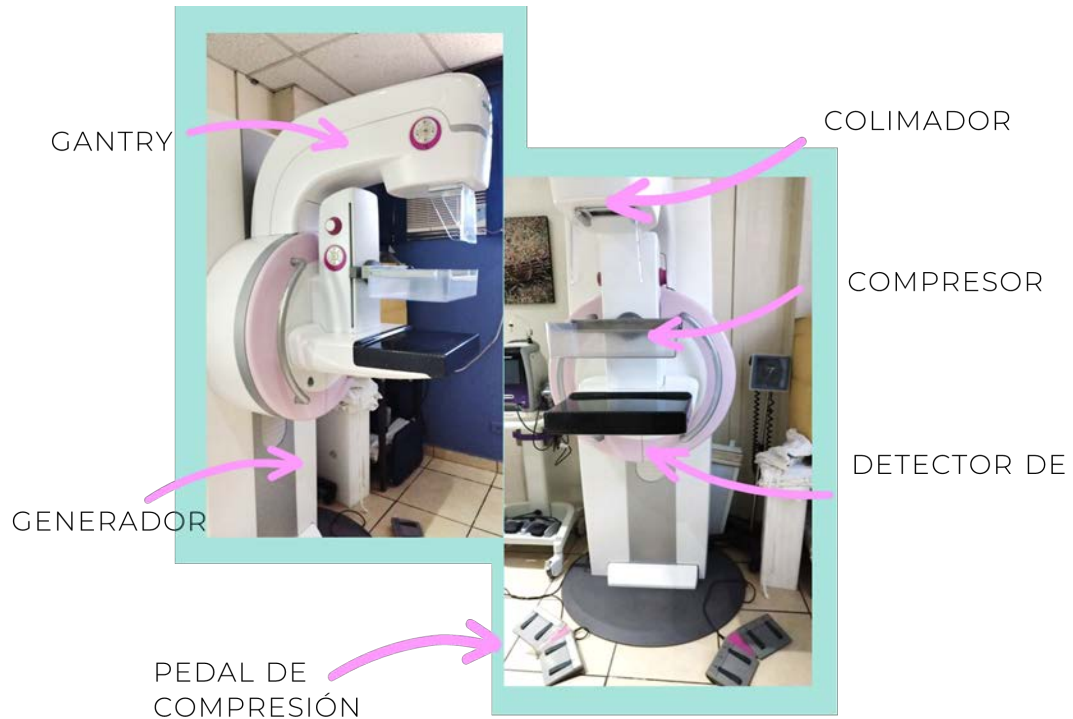 GANTRY
COLIMADOR
COMPRESOR
DETECTOR DE
GENERADOR
PEDAL DE
COMPRESIÓN